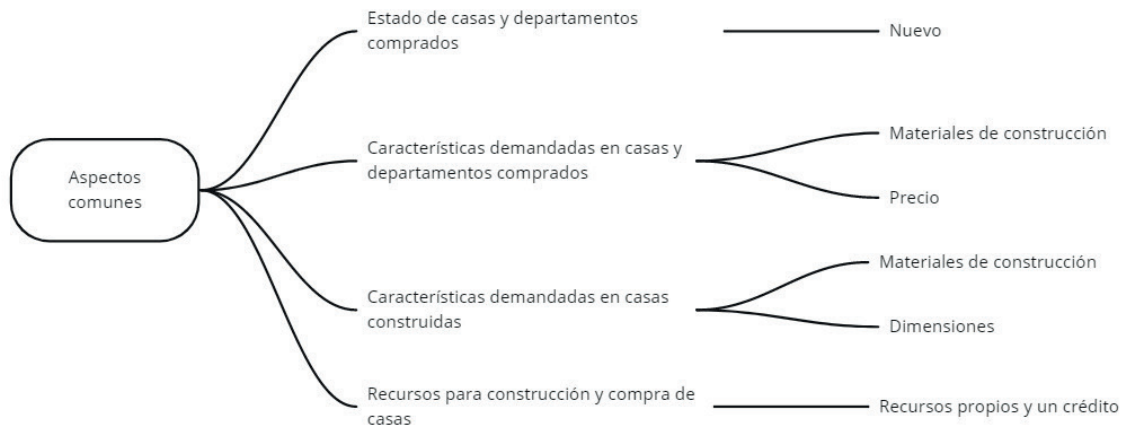 Aspectos
comunes
Estado de casas y departamentos
comprados
Nuevo
Características demandadas en casas y
departamentos comprados
Materiales de construcción
Precio
Características demandadas en casas
construidas
Materiales de construcción
Dimensiones
Recursos para construcción y compra de
casas
Recursos propios y un crédito